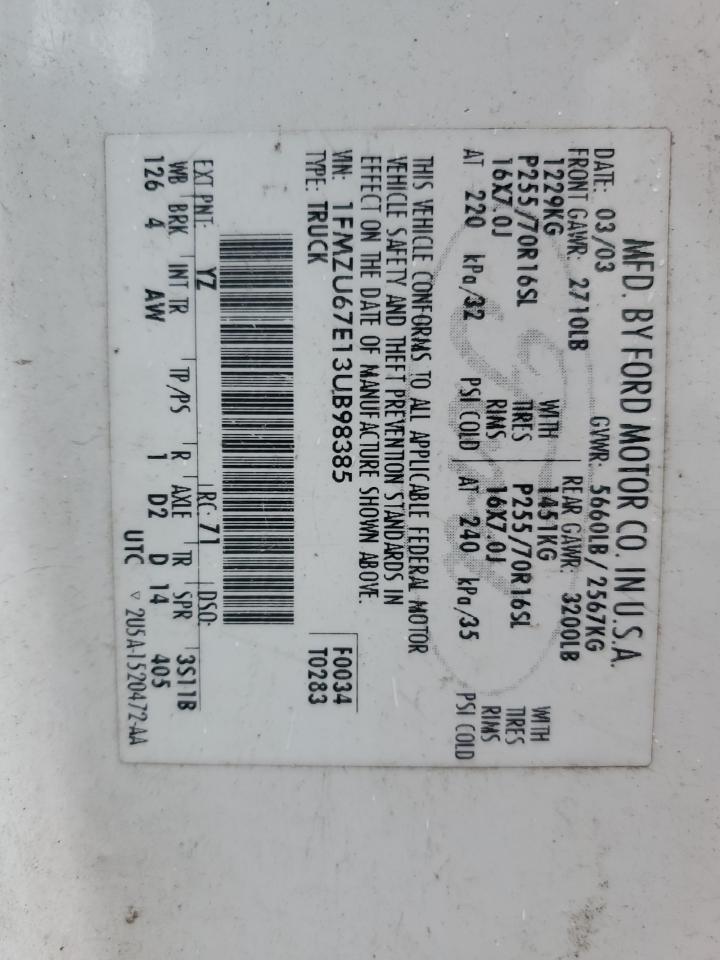 MFD. BY FORD MOTOR CO. IN U.S.A.
DATE: 03/03 GVWR: 5660LB / 2567KG
FRONT GAWR: 2710LB REAR GAWR: 3200LB
1229KG WITH 1451KG WITH
P255/70R16SL TIRES P255/70R16SL TIRES
16X7.0J RIMS 16X7.0J RIMS
AT 220 kPa/32 PSI COLD AT 240 kPa/35 PSI COLD
THIS VEHICLE CONFORMS TO ALL APPLICABLE FEDERAL MOTOR
VEHICLE SAFETY AND THEFT PREVENTION STANDARDS IN
EFFECT ON THE DATE OF MANUFACTURE SHOWN ABOVE.
VIN: 1FMZU67E13UB98385 F0034
TYPE: TRUCK T0283
EXT PNT: YZ RC: 71 DSO: 3S11B
WB BRK INT TR TP/PS R AXLE TR SPR
126 4 AW 1 D2 D 14 405
UTC ▽ 2U5A-1520472-AA